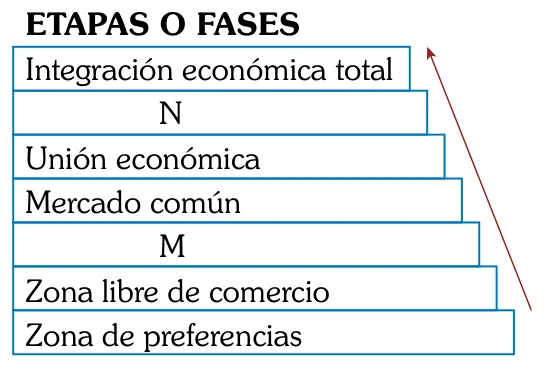 ETAPAS O FASES
Integración económica total
N
Unión económica
Mercado común
M
Zona libre de comercio
Zona de preferencias